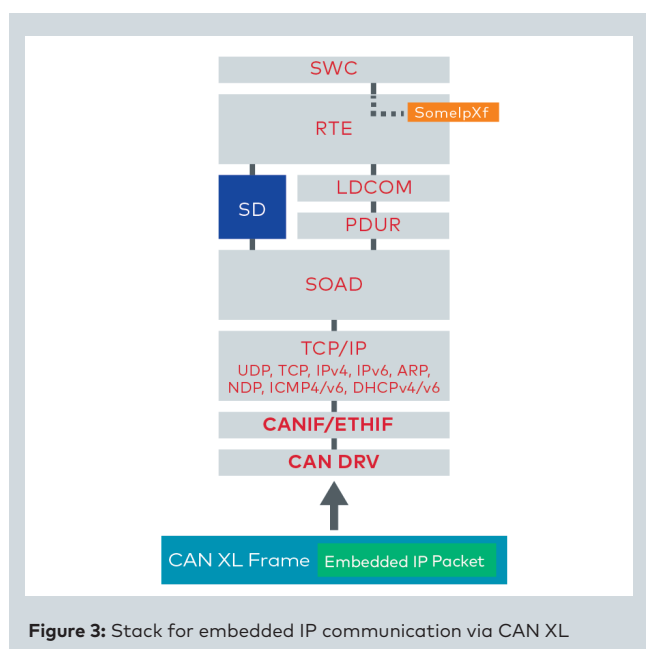 SWC
SomeIpXf
RTE
LDCOM
SD
PDUR
SOAD
TCP/IP
UDP, TCP, IPv4, IPv6, ARP,
NDP, ICMP4/v6, DHCPv4/v6
CANIF/ETHIF
CAN DRV
CAN XL Frame
Embedded IP Packet
Figure 3: Stack for embedded IP communication via CAN XL